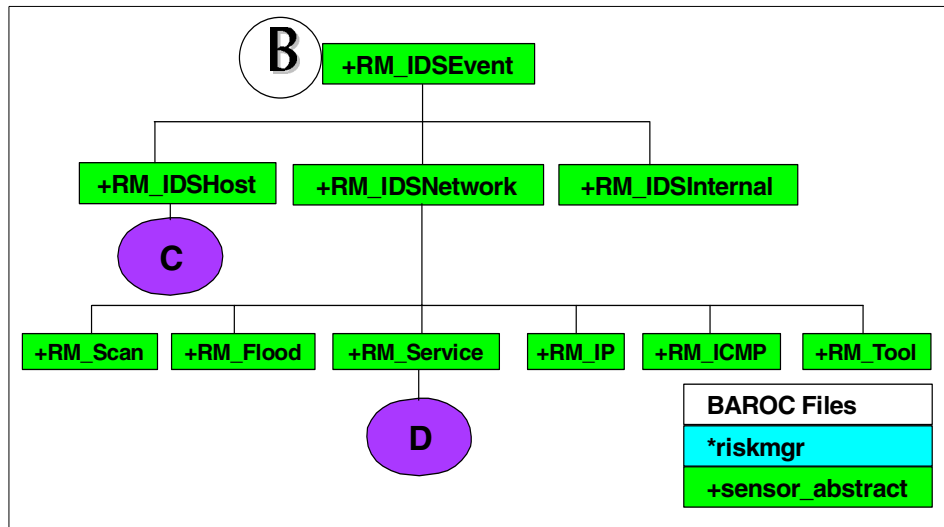 B
+RM_IDSEvent
+RM_IDSHost
+RM_IDSNetwork
+RM_IDSInternal
C
+RM_Scan
+RM_Flood
+RM_Service
+RM_IP
+RM_ICMP
+RM_Tool
D
BAROC Files
*riskmgr
+sensor_abstract